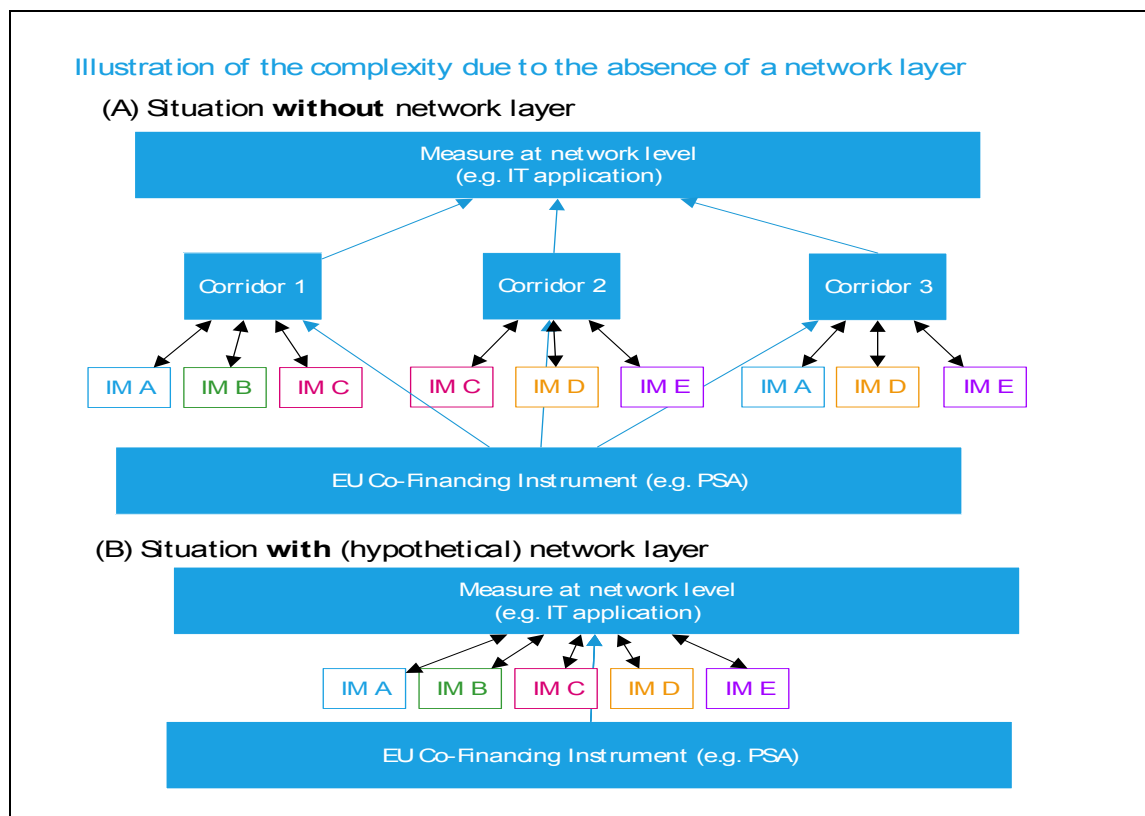 Illustration of the complexity due to the absence of a network layer
(A) Situation without network layer
Measure at network level
(e.g. IT application)
Corridor 1
Corridor 2
Corridor 3
IM A
IM B
IM C
IM C
IM D
IM E
IM A
IM D
IM E
EU Co-Financing Instrument (e.g. PSA)
(B) Situation with (hypothetical) network layer
Measure at network level
(e.g. IT application)
IM A
IM B
IM C
IM D
IM E
EU Co-Financing Instrument (e.g. PSA)